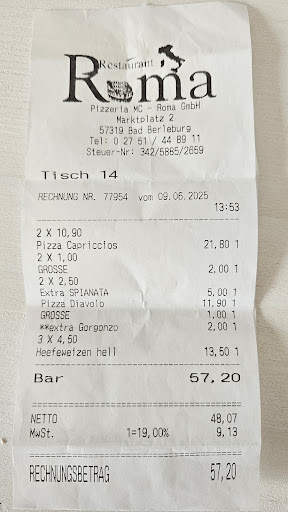 Restaurant
Roma
Pizzeria MC - Roma GmbH
Marktplatz 2
57319 Bad Berleburg
Tel: 0 27 51 / 44 89 11
Steuer-Nr: 342/5885/2659
Tisch 14
RECHNUNG NR. 77954 vom 09.06.2025
13:53
2 X 10,90
Pizza Capriccios 21,80 1
2 X 1,00
GROSSE 2,00 1
2 X 2,50
Extra SPIANATA 5,00 1
Pizza Diavolo 11,90 1
GROSSE 1,00 1
**extra Gorgonzo 2,00 1
3 X 4,50
Heefeweizen hell 13,50 1
Bar 57,20
NETTO 48,07
MwSt. 1=19,00% 9,13
RECHNUNGSBETRAG 57,20